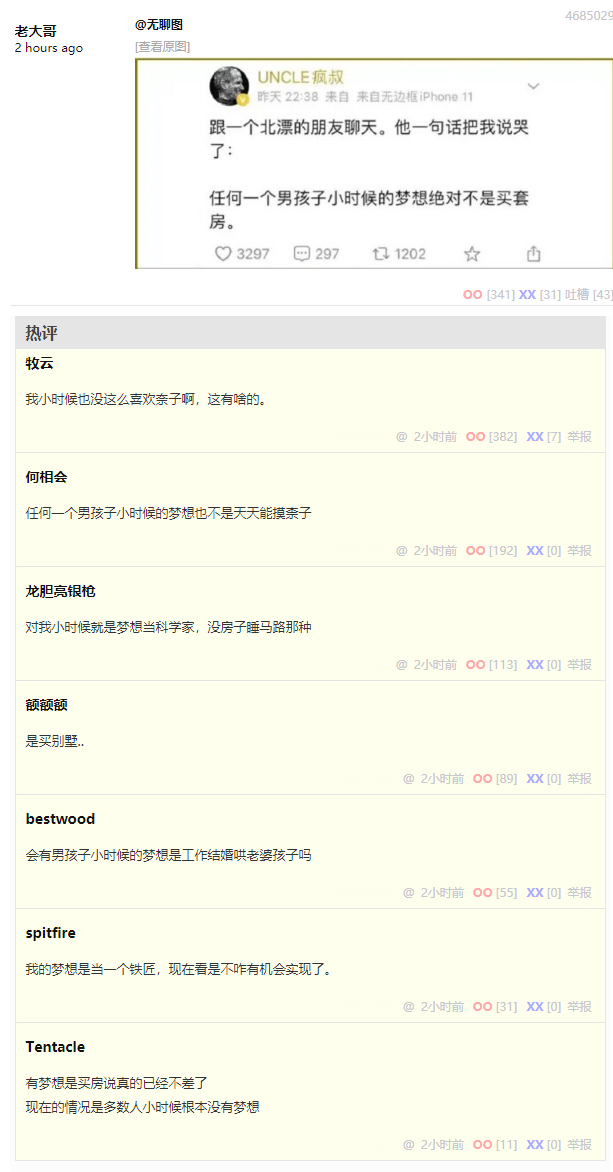 4685029
老大哥
2 hours ago
@无聊图
[查看原图]
UNCLE疯叔
昨天 22:38 来自 来自无边框iPhone 11
跟一个北漂的朋友聊天。他一句话把我说哭
了：
任何一个男孩子小时候的梦想绝对不是买套
房。
3297 297 1202
OO [341] XX [31] 吐槽 [43]
热评
牧云
我小时候也没这么喜欢亲子啊，这有啥的。
@ 2小时前 OO [382] XX [7] 举报
何相会
任何一个男孩子小时候的梦想也不是天天能摸柰子
@ 2小时前 OO [192] XX [0] 举报
龙胆亮银枪
对我小时候就是梦想当科学家，没房子睡马路那种
@ 2小时前 OO [113] XX [0] 举报
额额额
是买别墅..
@ 2小时前 OO [89] XX [0] 举报
bestwood
会有男孩子小时候的梦想是工作结婚哄老婆孩子吗
@ 2小时前 OO [55] XX [0] 举报
spitfire
我的梦想是当一个铁匠，现在看是不咋有机会实现了。
@ 2小时前 OO [31] XX [0] 举报
Tentacle
有梦想是买房说真的已经不差了
现在的情况是多数人小时候根本没有梦想
@ 2小时前 OO [11] XX [0] 举报